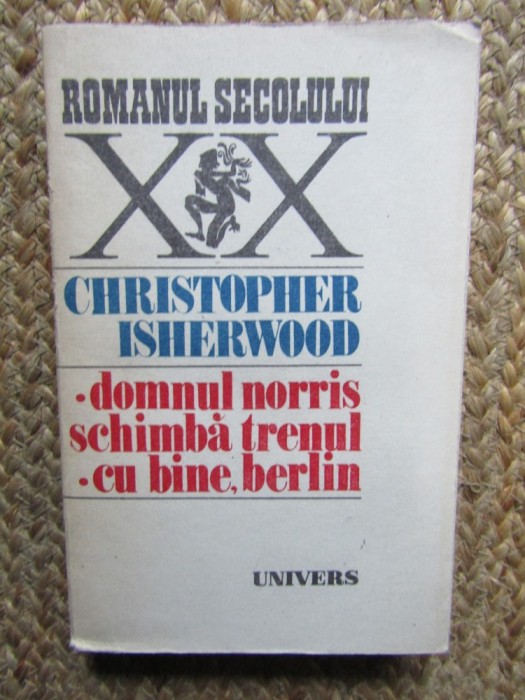 ROMANUL SECOLULUI
XX
CHRISTOPHER
ISHERWOOD
• domnul norris
schimbă trenul
• cu bine, berlin
UNIVERS